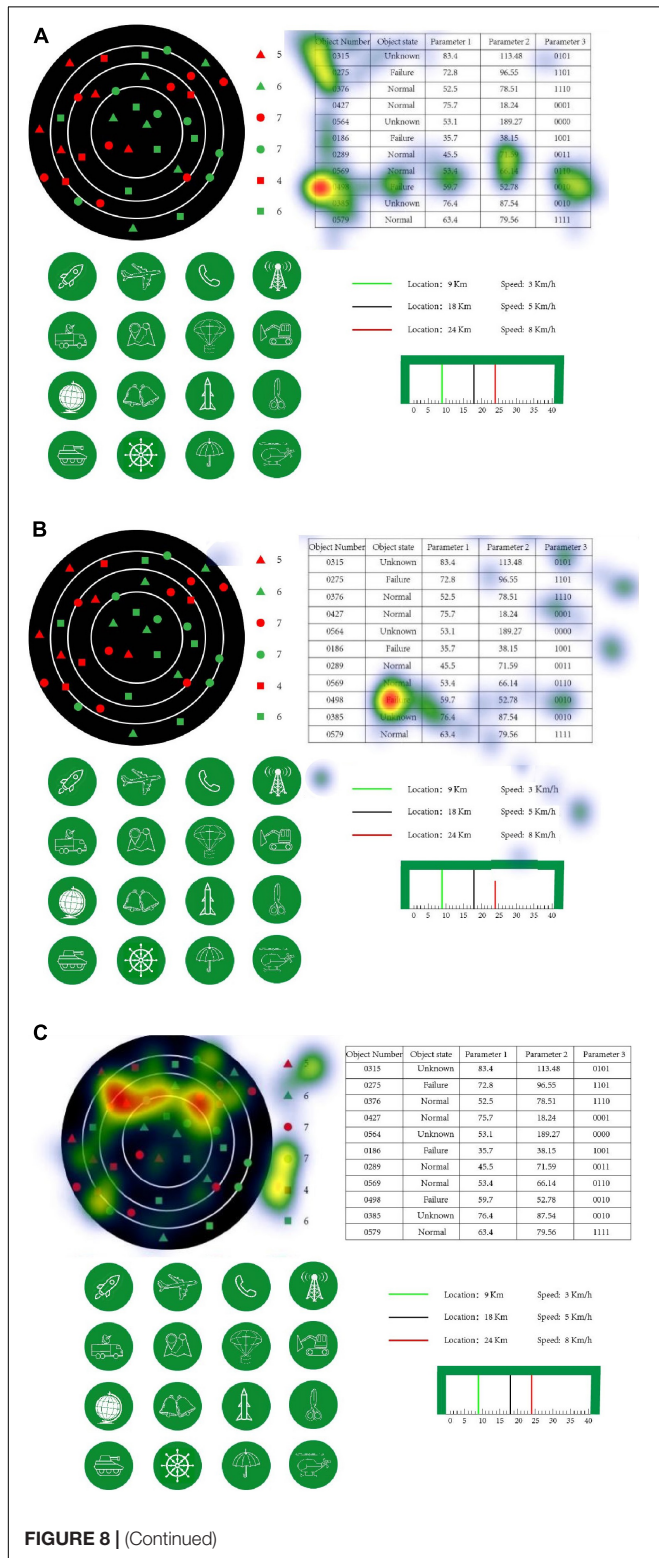 A
5
6
7
7
4
6
Object Number Object state Parameter 1 Parameter 2 Parameter 3
0315 Unknown 83.4 113.48 0101
0275 Failure 72.8 96.55 1101
0376 Normal 52.5 78.51 1110
0427 Normal 75.7 18.24 0001
0564 Unknown 53.1 189.27 0000
0186 Failure 35.7 38.15 1001
0289 Normal 45.5 71.59 0011
0569 Normal 53.4 66.14 0110
0498 Failure 59.7 52.78 0010
0385 Unknown 76.4 87.54 0010
0579 Normal 63.4 79.56 1111
Location: 9 Km Speed: 3 Km/h
Location: 18 Km Speed: 5 Km/h
Location: 24 Km Speed: 8 Km/h
0 5 10 15 20 25 30 35 40
B
5
6
7
7
4
6
Object Number Object state Parameter 1 Parameter 2 Parameter 3
0315 Unknown 83.4 113.48 0101
0275 Failure 72.8 96.55 1101
0376 Normal 52.5 78.51 1110
0427 Normal 75.7 18.24 0001
0564 Unknown 53.1 189.27 0000
0186 Failure 35.7 38.15 1001
0289 Normal 45.5 71.59 0011
0569 Normal 53.4 66.14 0110
0498 Failure 59.7 52.78 0010
0385 Unknown 76.4 87.54 0010
0579 Normal 63.4 79.56 1111
Location: 9 Km Speed: 3 Km/h
Location: 18 Km Speed: 5 Km/h
Location: 24 Km Speed: 8 Km/h
0 5 10 15 20 25 30 35 40
C
6
7
7
4
6
Object Number Object state Parameter 1 Parameter 2 Parameter 3
0315 Unknown 83.4 113.48 0101
0275 Failure 72.8 96.55 1101
0376 Normal 52.5 78.51 1110
0427 Normal 75.7 18.24 0001
0564 Unknown 53.1 189.27 0000
0186 Failure 35.7 38.15 1001
0289 Normal 45.5 71.59 0011
0569 Normal 53.4 66.14 0110
0498 Failure 59.7 52.78 0010
0385 Unknown 76.4 87.54 0010
0579 Normal 63.4 79.56 1111
Location: 9 Km Speed: 3 Km/h
Location: 18 Km Speed: 5 Km/h
Location: 24 Km Speed: 8 Km/h
0 5 10 15 20 25 30 35 40
FIGURE 8 | (Continued)